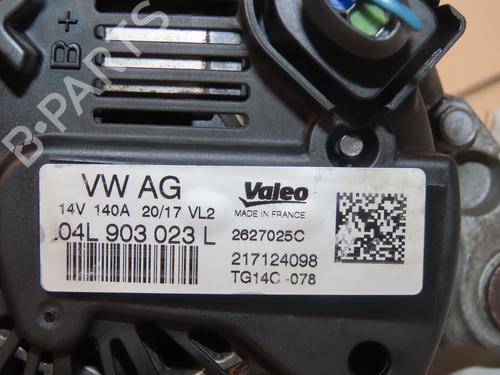 B+
B-PARTS
VW AG
14V 140A 20/17 VL2
04L 903 023 L
Valeo
MADE IN FRANCE
2627025C
217124098
TG14C -078